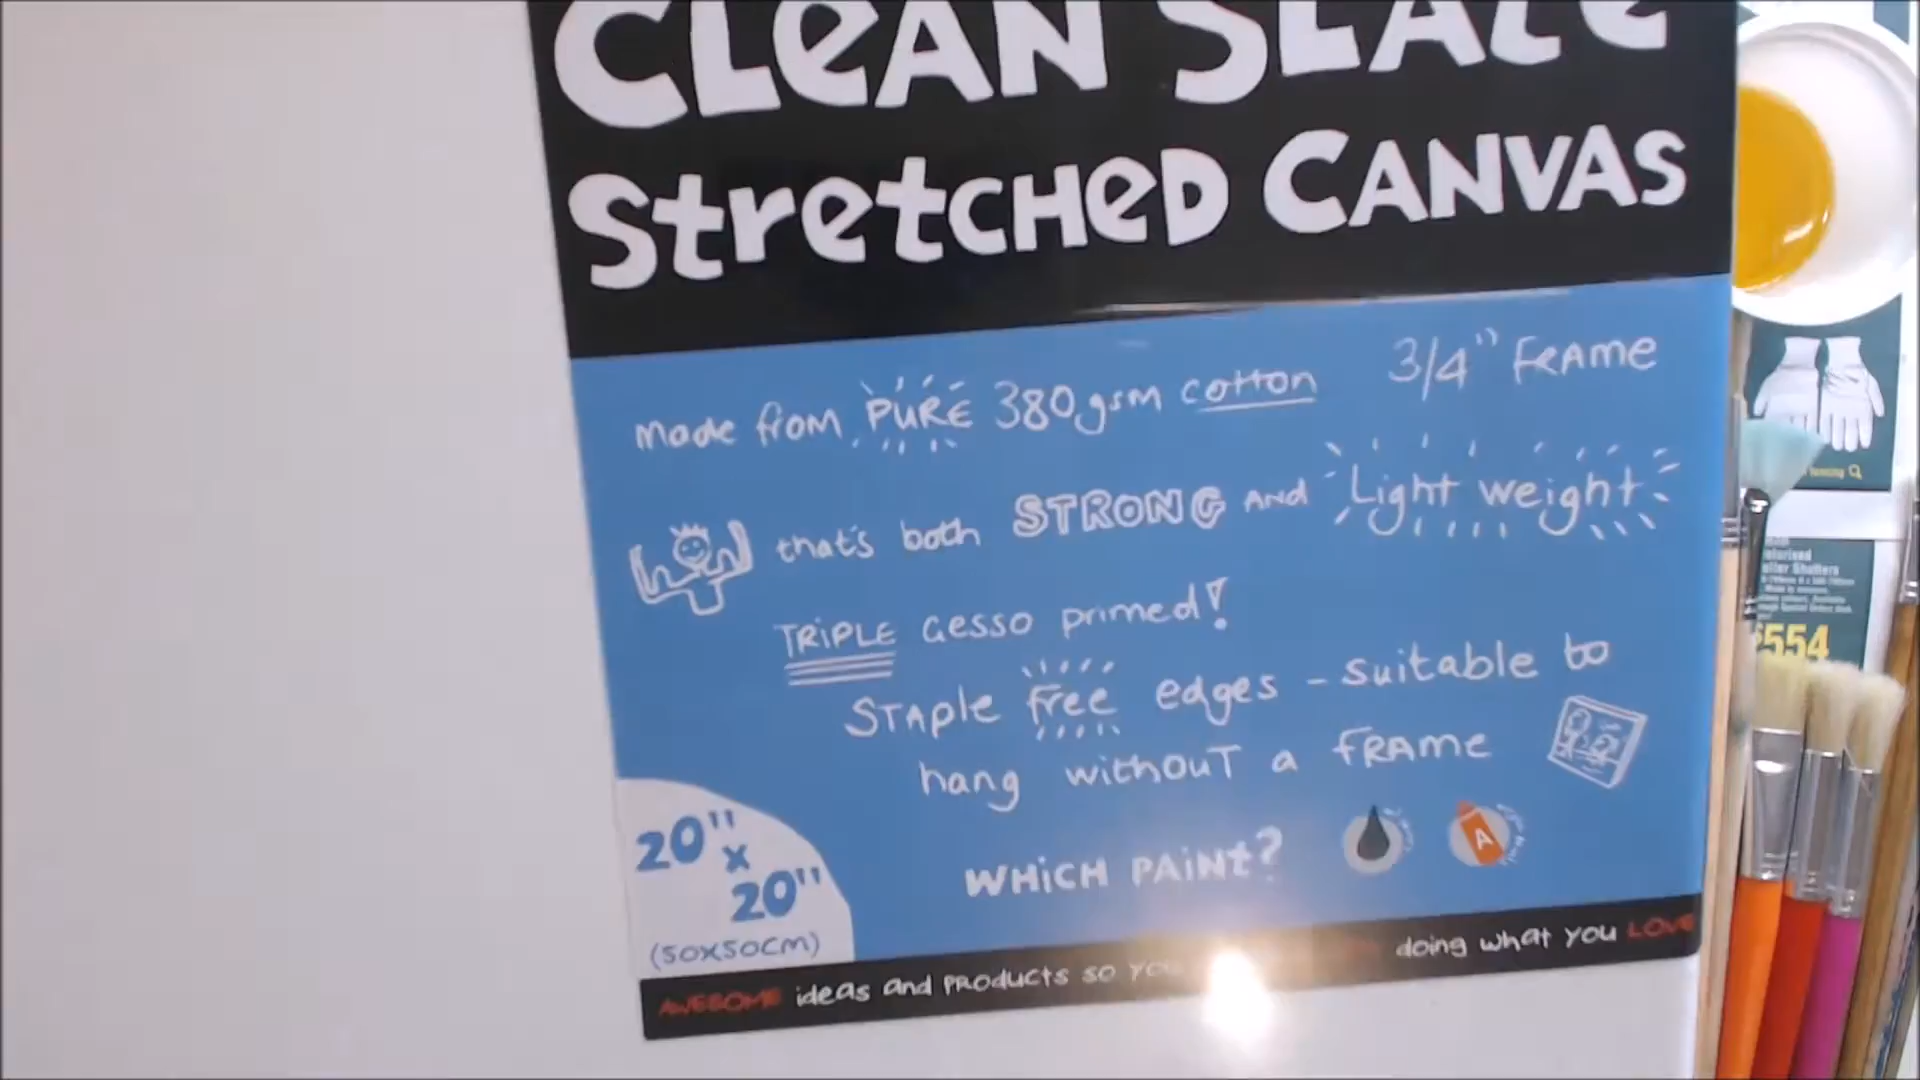 CLEAN SLATE
StretCHeD CANVAS
made from PURE 380gsm cotton
3/4" FRAME
that's both STRONG AND Light weight
TRIPLE GESSO primed!
STAPle free edges - suitable to
hang withouT a fRAme
20" x
20"
(50x50cm)
WHiCH PAiNt?
A
AWESOME ideas and PRODUCTS so you
doing what you LOVE
$554